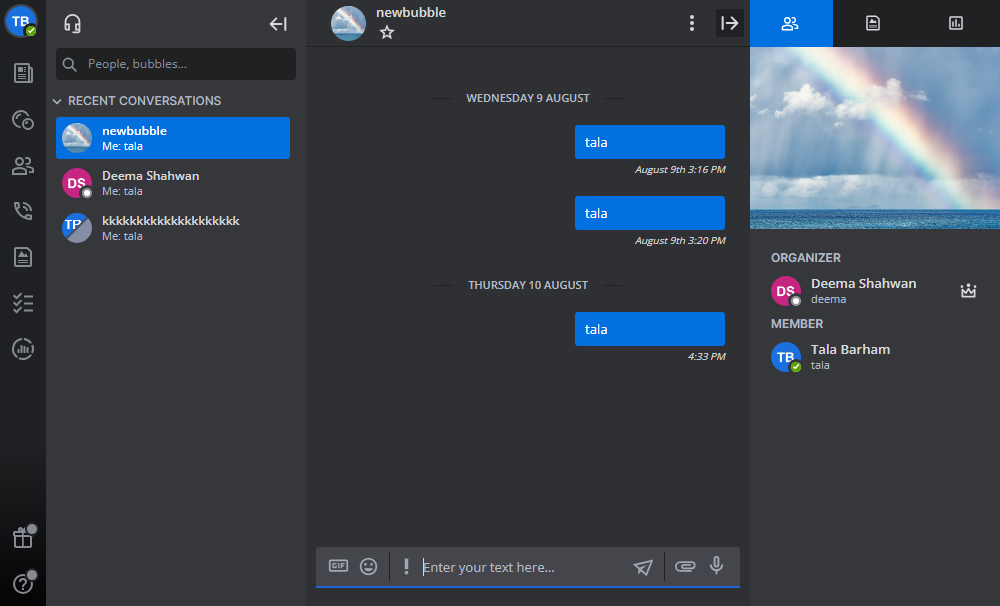 TB
People, bubbles...
RECENT CONVERSATIONS
newbubble
Me: tala
DS
Deema Shahwan
Me: tala
TB
kkkkkkkkkkkkkkkkkkkk
Me: tala
newbubble
WEDNESDAY 9 AUGUST
tala
August 9th 3:16 PM
tala
August 9th 3:20 PM
THURSDAY 10 AUGUST
tala
4:33 PM
GIF
Enter your text here...
ORGANIZER
DS
Deema Shahwan
deema
MEMBER
TB
Tala Barham
tala